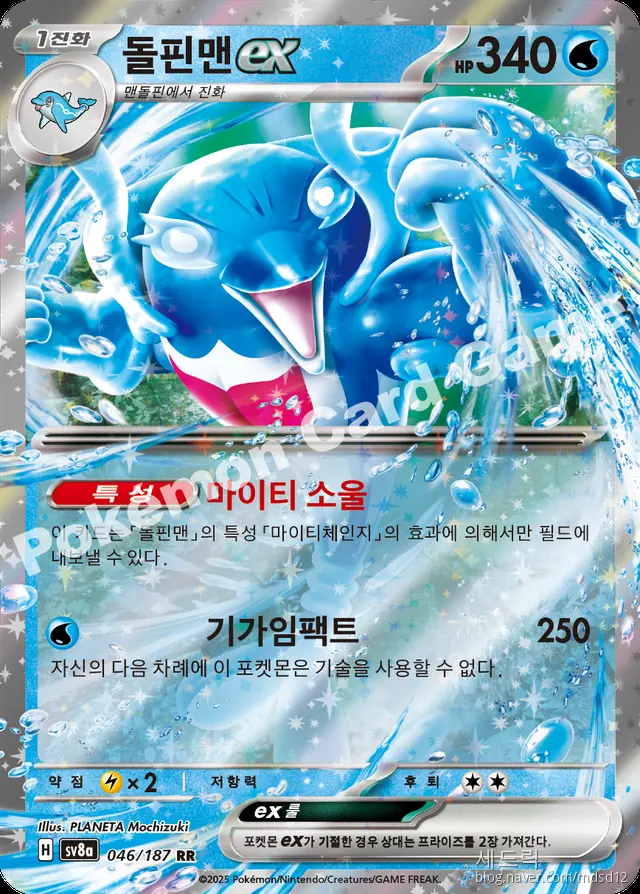 1진화
돌핀맨ex
HP340
맨돌핀에서 진화
특성 마이티 소울
이 카드는 「돌핀맨」의 특성 「마이티체인지」의 효과에 의해서만 필드에
내보낼 수 있다.
기가임팩트 250
자신의 다음 차례에 이 포켓몬은 기술을 사용할 수 없다.
약점 ×2 저항력 후퇴
Illus. PLANETA Mochizuki
ex룰
포켓몬 ex가 기절한 경우 상대는 프라이즈를 2장 가져간다.
H sv8a 046/187 RR
©2025 Pokémon/Nintendo/Creatures/GAME FREAK.
Pokémon Card Game
세드릭
blog.naver.com/mdsd12